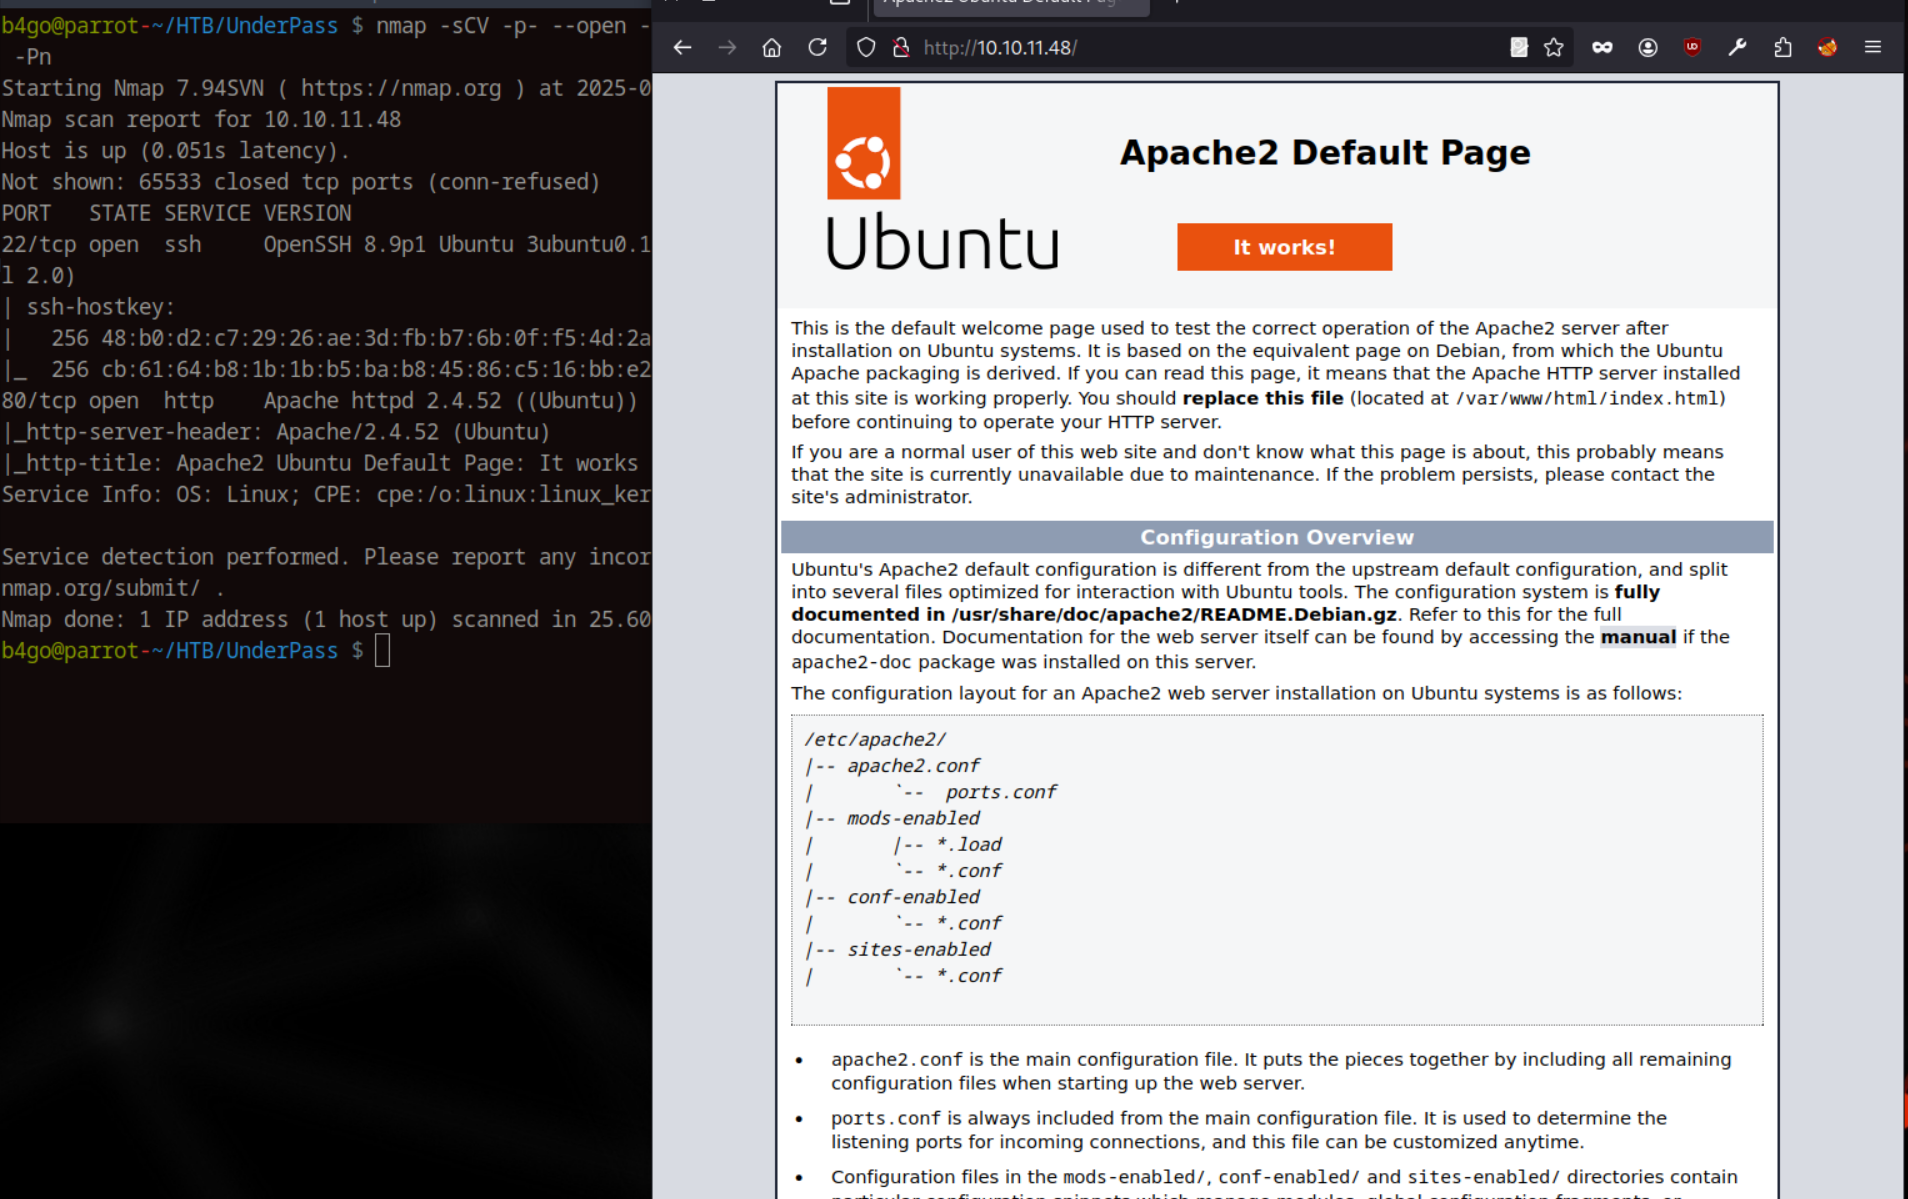 b4go@parrot-~/HTB/UnderPass $ nmap -sCV -p- --open -
-Pn
Starting Nmap 7.94SVN ( https://nmap.org ) at 2025-0
Nmap scan report for 10.10.11.48
Host is up (0.051s latency).
Not shown: 65533 closed tcp ports (conn-refused)
PORT   STATE SERVICE VERSION
22/tcp open  ssh     OpenSSH 8.9p1 Ubuntu 3ubuntu0.1
l 2.0)
| ssh-hostkey:
|   256 48:b0:d2:c7:29:26:ae:3d:fb:b7:6b:0f:f5:4d:2a
|_  256 cb:61:64:b8:1b:1b:b5:ba:b8:45:86:c5:16:bb:e2
80/tcp open  http    Apache httpd 2.4.52 ((Ubuntu))
|_http-server-header: Apache/2.4.52 (Ubuntu)
|_http-title: Apache2 Ubuntu Default Page: It works
Service Info: OS: Linux; CPE: cpe:/o:linux:linux_ker
Service detection performed. Please report any incor
nmap.org/submit/ .
Nmap done: 1 IP address (1 host up) scanned in 25.60
b4go@parrot-~/HTB/UnderPass $
Apache2 Ubuntu Default Pag
http://10.10.11.48/
Apache2 Default Page
Ubuntu
It works!
This is the default welcome page used to test the correct operation of the Apache2 server after
installation on Ubuntu systems. It is based on the equivalent page on Debian, from which the Ubuntu
Apache packaging is derived. If you can read this page, it means that the Apache HTTP server installed
at this site is working properly. You should replace this file (located at /var/www/html/index.html)
before continuing to operate your HTTP server.
If you are a normal user of this web site and don't know what this page is about, this probably means
that the site is currently unavailable due to maintenance. If the problem persists, please contact the
site's administrator.
Configuration Overview
Ubuntu's Apache2 default configuration is different from the upstream default configuration, and split
into several files optimized for interaction with Ubuntu tools. The configuration system is fully
documented in /usr/share/doc/apache2/README.Debian.gz. Refer to this for the full
documentation. Documentation for the web server itself can be found by accessing the manual if the
apache2-doc package was installed on this server.
The configuration layout for an Apache2 web server installation on Ubuntu systems is as follows:
/etc/apache2/
|-- apache2.conf
|       `--  ports.conf
|-- mods-enabled
|       |-- *.load
|       `-- *.conf
|-- conf-enabled
|       `-- *.conf
|-- sites-enabled
|       `-- *.conf
• apache2.conf is the main configuration file. It puts the pieces together by including all remaining
configuration files when starting up the web server.
• ports.conf is always included from the main configuration file. It is used to determine the
listening ports for incoming connections, and this file can be customized anytime.
• Configuration files in the mods-enabled/, conf-enabled/ and sites-enabled/ directories contain
particular configuration snippets which manage modules, global configuration fragments, or